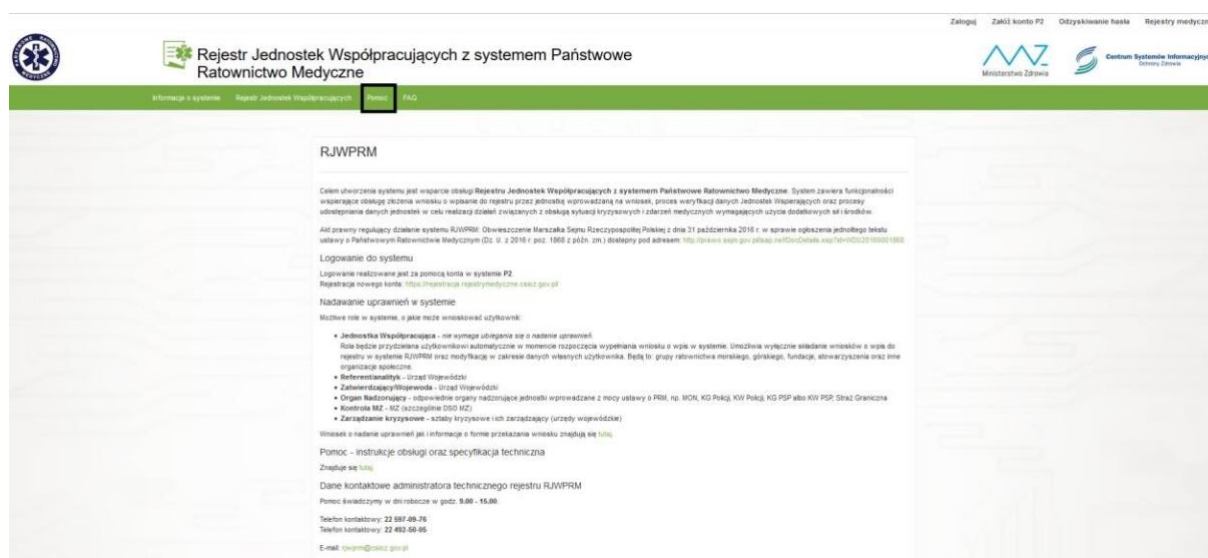 Zaloguj Załóż konto P2 Odzyskiwanie hasła Rejestry medyczn
Rejestr Jednostek Współpracujących z systemem Państwowe
Ratownictwo Medyczne
Ministerstwo Zdrowia
Centrum Systemów Informacyjny
Ochrony Zdrowia
Informacje o systemie Rejestr Jednostek Współpracujących Pomoc FAQ
RJWPRM
Celem utworzenia systemu jest wsparcie obsługi Rejestru Jednostek Współpracujących z systemem Państwowe Ratownictwo Medyczne. System zawiera funkcjonalności
wspierające obsługę złożenia wniosku o wpisanie do rejestru przez jednostkę wprowadzaną na wniosek, proces weryfikacji danych Jednostek Wspierających oraz procesy
udostępniania danych jednostek w celu realizacji działań związanych z obsługą sytuacji kryzysowych i zdarzeń medycznych wymagających użycia dodatkowych sił i środków.
Akt prawny regulujący działanie systemu RJWPRM: Obwieszczenie Marszałka Sejmu Rzeczypospolitej Polskiej z dnia 31 października 2016 r. w sprawie ogłoszenia jednolitego tekstu
ustawy o Państwowym Ratownictwie Medycznym (Dz. U. z 2016 r. poz. 1868 z późn. zm.) dostępny pod adresem:
Logowanie do systemu
Logowanie realizowane jest za pomocą konta w systemie P2.
Rejestracja nowego konta: https://rejestracja.rejestrymedyczne.csioz.gov.pl/
Nadawanie uprawnień w systemie
Możliwe role w systemie, o jakie może wnioskować użytkownik:
• Jednostka Współpracująca - nie wymaga ubiegania się o nadanie uprawnień
Rola będzie przydzielana użytkownikowi automatycznie w momencie rozpoczęcia wypełniania wniosku o wpis w systemie. Umożliwia wyłącznie składanie wniosków o wpis do
rejestru w systemie RJWPRM oraz modyfikację w zakresie danych własnych użytkownika. Będą to: grupy ratownictwa morskiego, górskiego, fundacje, stowarzyszenia oraz inne
organizacje społeczne.
• Referent/analityk - Urząd Wojewódzki
• Zatwierdzający/Wojewoda - Urząd Wojewódzki
• Organ Nadzorujący - odpowiednie organy nadzorujące jednostki wprowadzane z mocy ustawy o PRM, np. MON, KG Policji, KW Policji, KG PSP albo KW PSP, Straż Graniczna
• Kontrola MZ - MZ (szczególnie DSO MZ)
• Zarządzanie kryzysowe - sztaby kryzysowe i ich zarządzający (urzędy wojewódzkie)
Wniosek o nadanie uprawnień jak i informacje o formie przekazania wniosku znajdują się tutaj.
Pomoc - instrukcje obsługi oraz specyfikacja techniczna
Znajduje się tutaj.
Dane kontaktowe administratora technicznego rejestru RJWPRM
Pomoc świadczymy w dni robocze w godz. 9.00 - 15.00.
Telefon kontaktowy: 22 597-09-76
Telefon kontaktowy: 22 492-50-05
E-mail: rjwprm@csioz.gov.pl